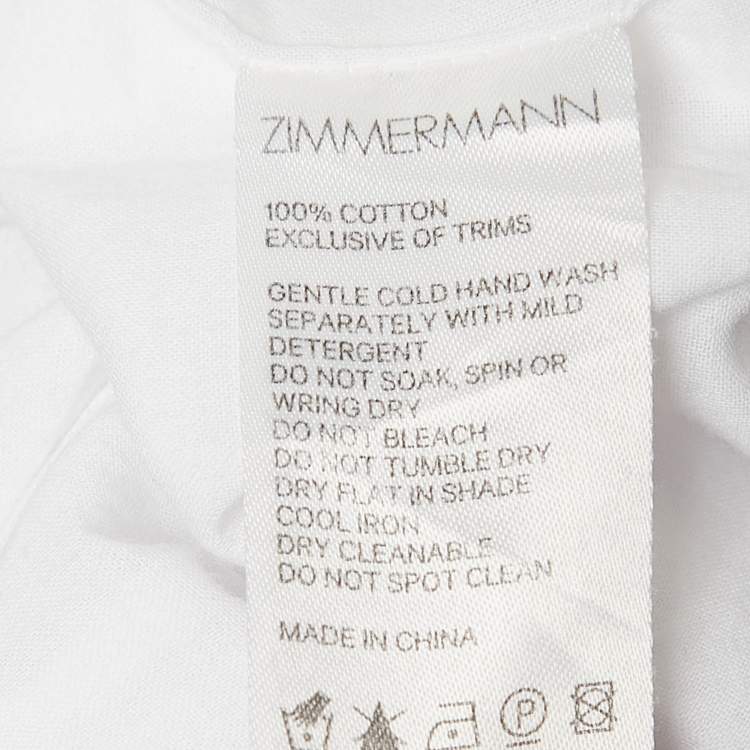 ZIMMERMANN
100% COTTON
EXCLUSIVE OF TRIMS
GENTLE COLD HAND WASH
SEPARATELY WITH MILD
DETERGENT
DO NOT SOAK, SPIN OR
WRING DRY
DO NOT BLEACH
DO NOT TUMBLE DRY
DRY FLAT IN SHADE
COOL IRON
DRY CLEANABLE
DO NOT SPOT CLEAN
MADE IN CHINA
P